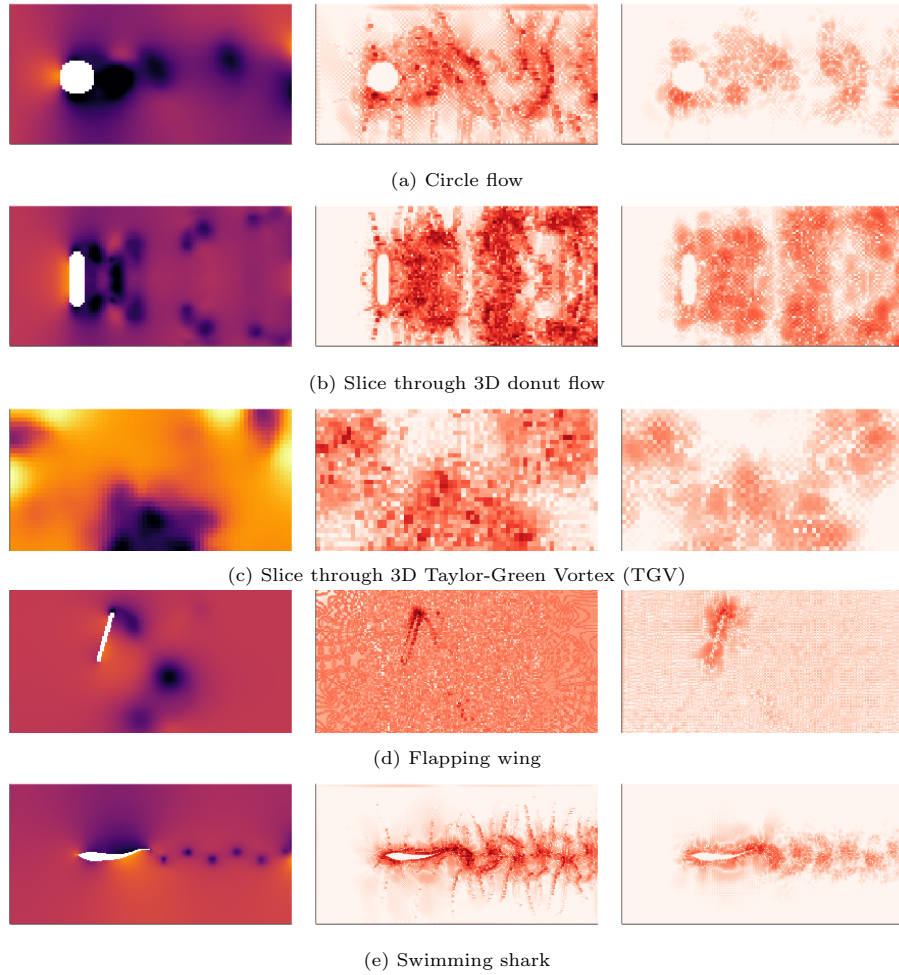 (a) Circle flow
(b) Slice through 3D donut flow
(c) Slice through 3D Taylor-Green Vortex (TGV)
(d) Flapping wing
(e) Swimming shark